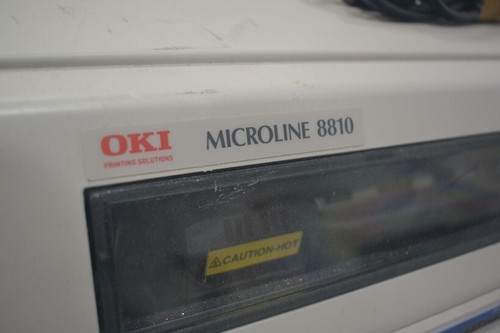 OKI MICROLINE 8810
PRINTING SOLUTIONS
⚠CAUTION-HOT